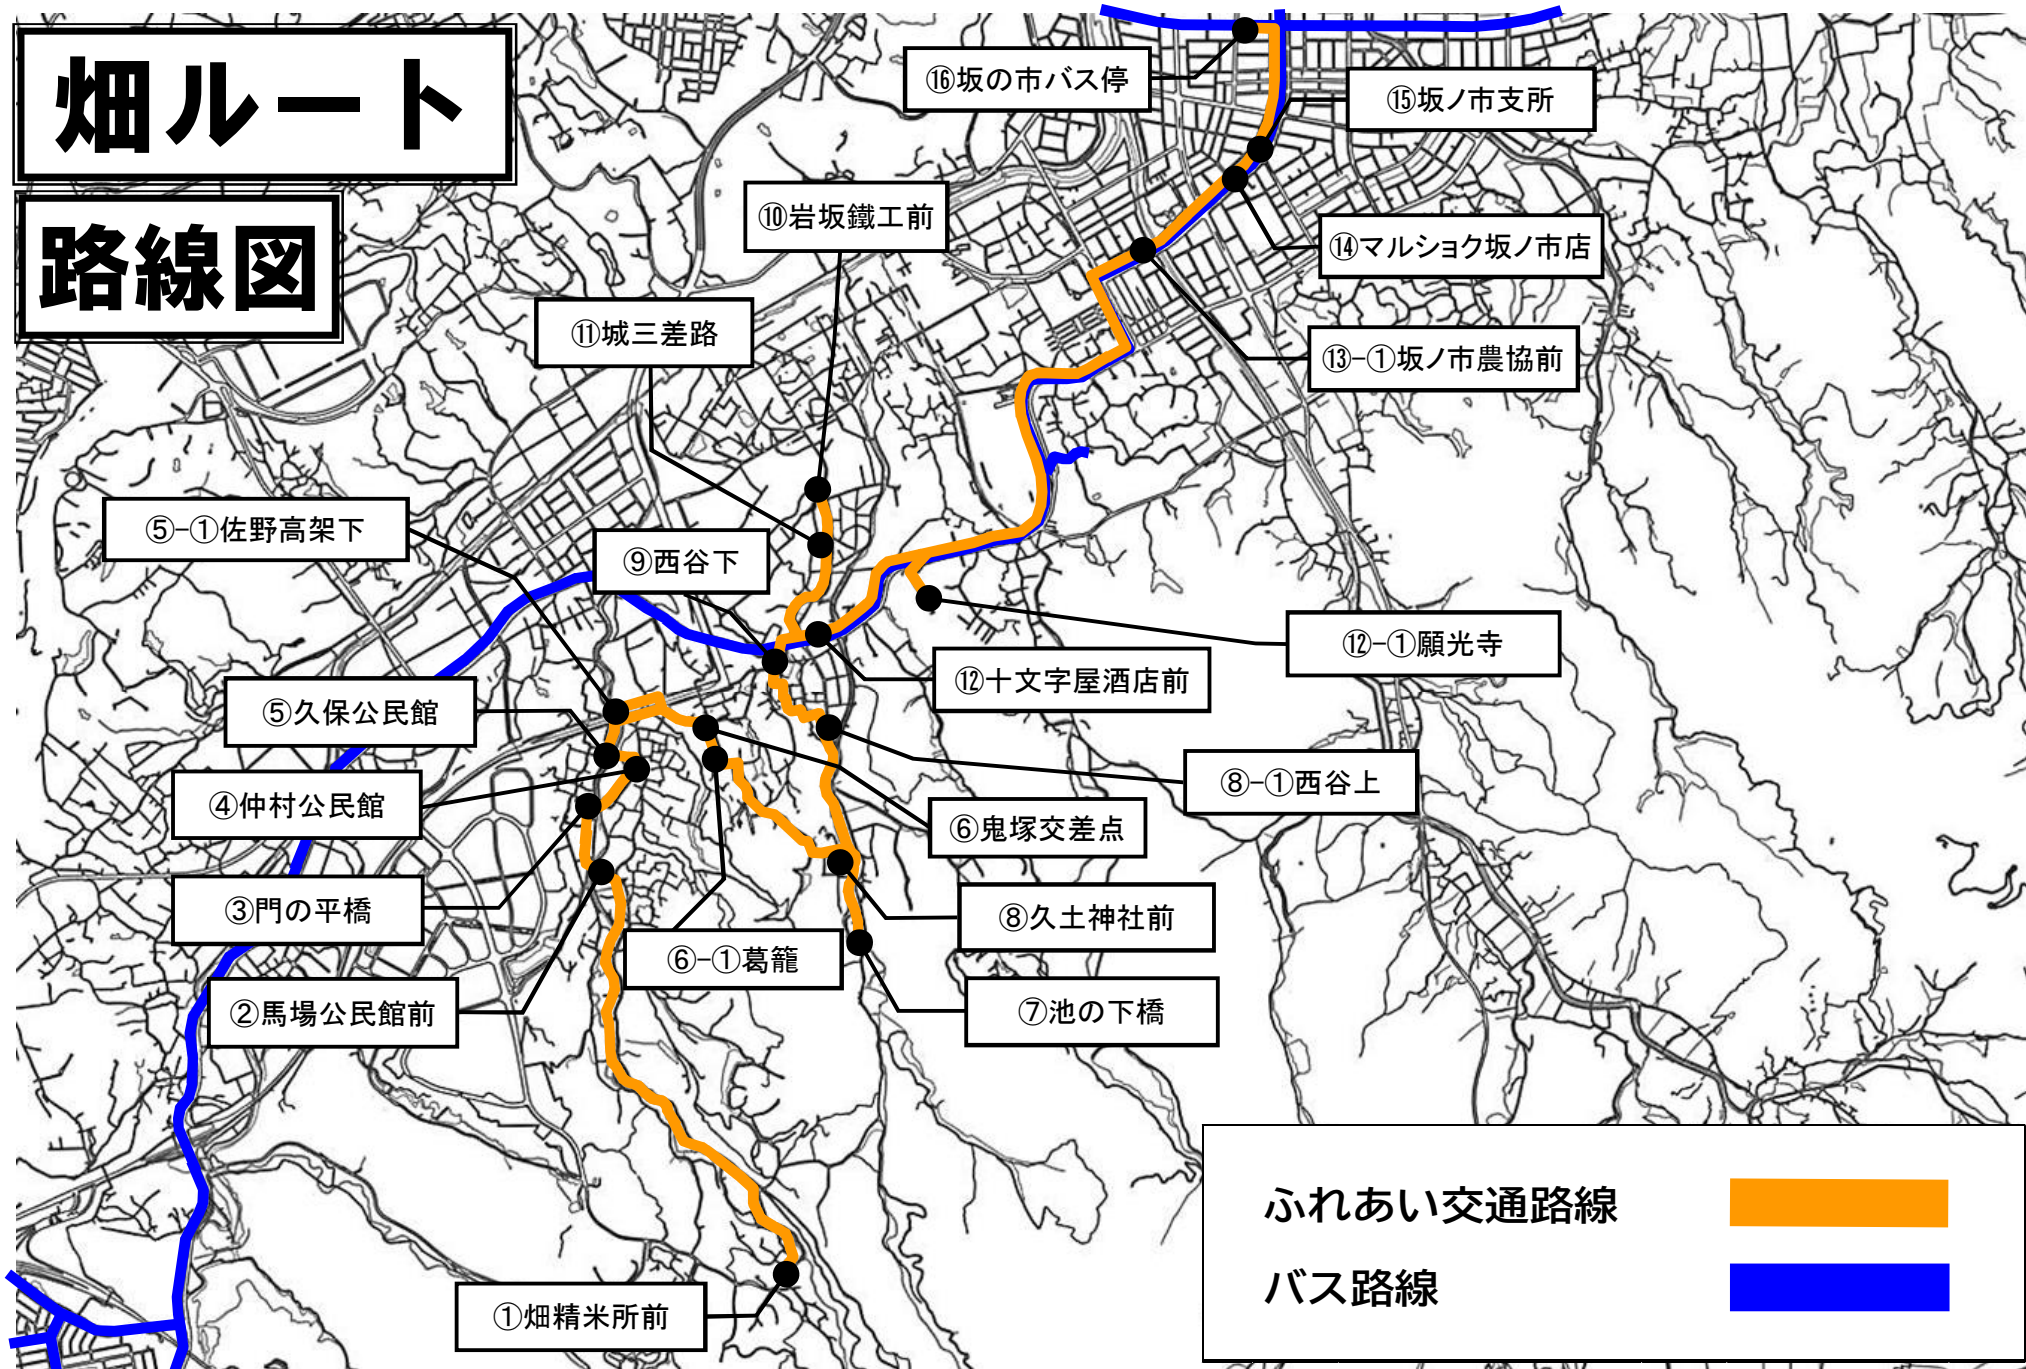 畑ルート
路線図
⑯坂の市バス停
⑮坂ノ市支所
⑩岩坂鐵工前
⑭マルショク坂ノ市店
⑪城三差路
⑬-①坂ノ市農協前
⑤-①佐野高架下
⑨西谷下
⑫-①願光寺
⑫十文字屋酒店前
⑤久保公民館
⑧-①西谷上
④仲村公民館
⑥鬼塚交差点
③門の平橋
⑧久土神社前
⑥-①葛籠
②馬場公民館前
⑦池の下橋
①畑精米所前
ふれあい交通路線
バス路線